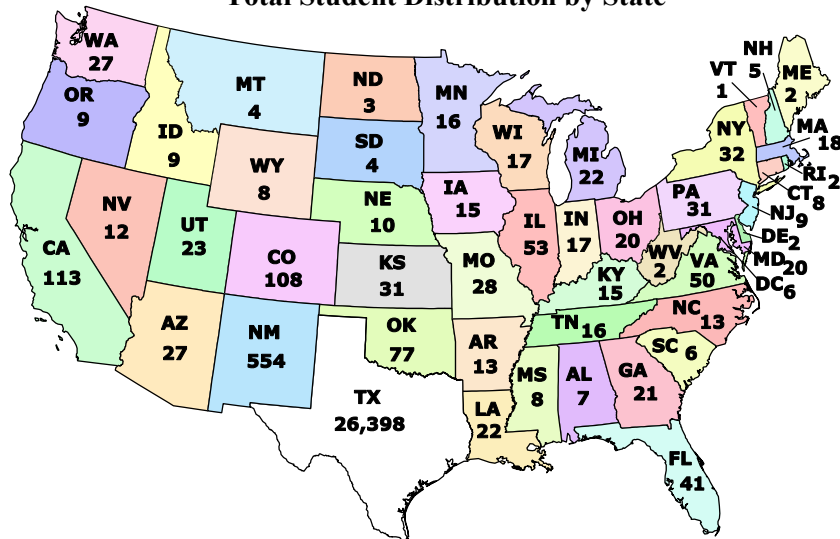 Total Student Distribution by State
WA
27
OR
9
ID
9
MT
4
ND
3
MN
16
SD
4
WY
8
WI
17
MI
22
NH
5
VT
1
ME
2
NY
32
MA
18
RI 2
CT
8
PA
31
NJ 9
DE 2
MD 20
DC 6
NE
10
IA
15
IL
53
IN
17
OH
20
WV
2
VA
50
NV
12
UT
23
CO
108
KS
31
MO
28
KY
15
CA
113
AZ
27
NM
554
OK
77
AR
13
TN 16
NC
13
SC 6
MS
8
AL
7
GA
21
TX
26,398
LA
22
FL
41